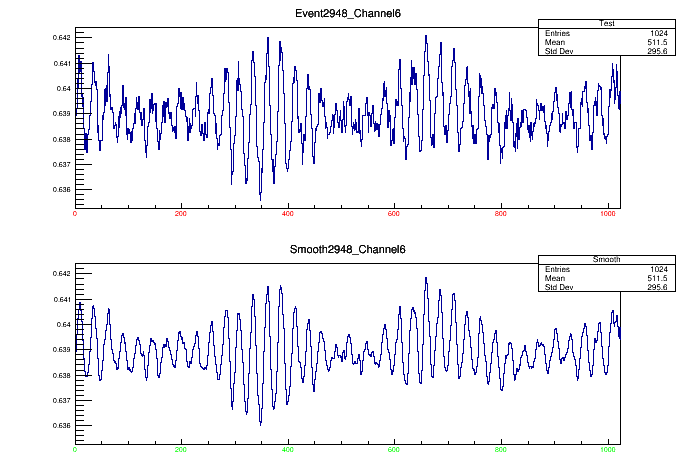 Event2948_Channel6
Test
Entries 1024
Mean 511.5
Std Dev 295.6
0.642
0.641
0.64
0.639
0.638
0.637
0.636
0 200 400 600 800 1000
Smooth2948_Channel6
Smooth
Entries 1024
Mean 511.5
Std Dev 295.6
0.642
0.641
0.64
0.639
0.638
0.637
0.636
0 200 400 600 800 1000